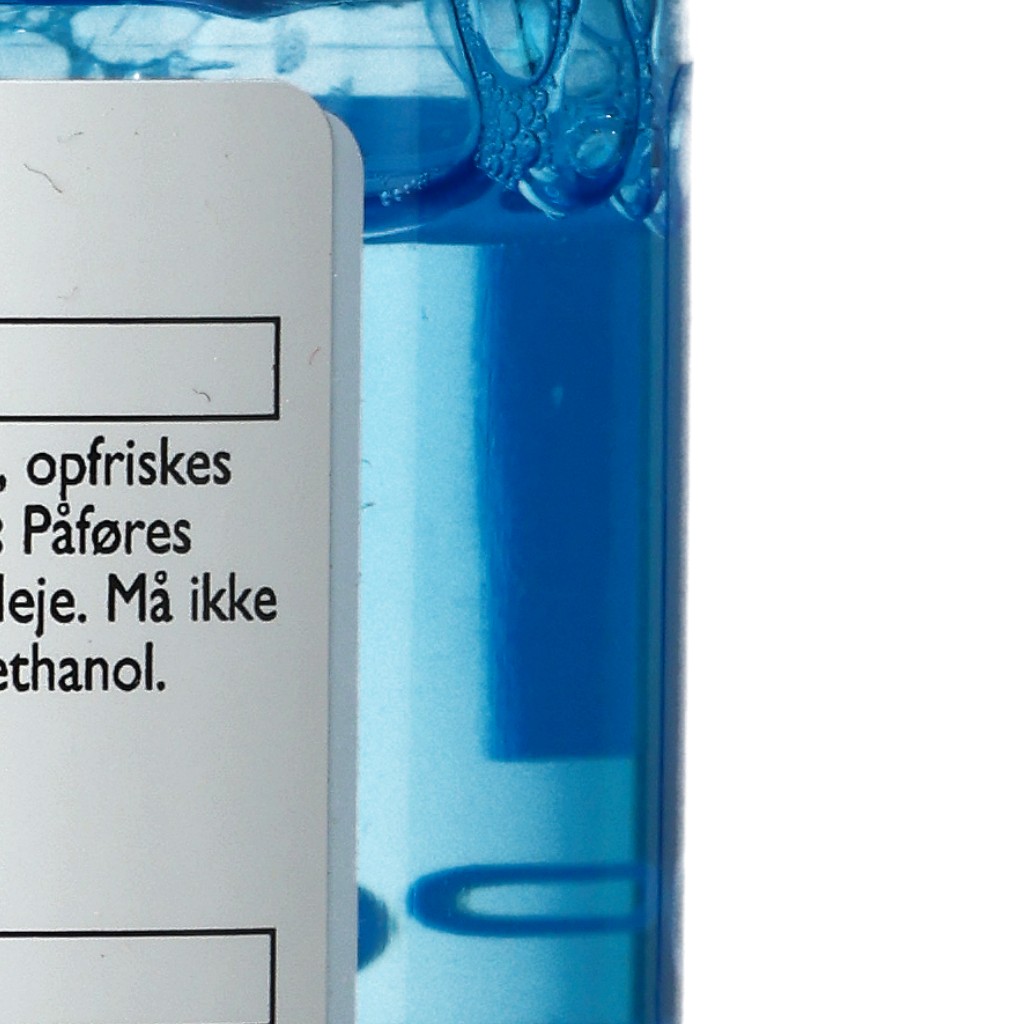 , opfriskes
: Påføres
leje. Må ikke
ethanol.